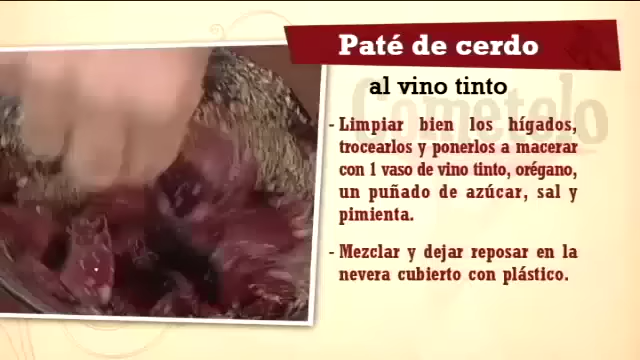 Paté de cerdo
al vino tinto
Cómetelo
- Limpiar bien los hígados,
trocearlos y ponerlos a macerar
con 1 vaso de vino tinto, orégano,
un puñado de azúcar, sal y
pimienta.
- Mezclar y dejar reposar en la
nevera cubierto con plástico.